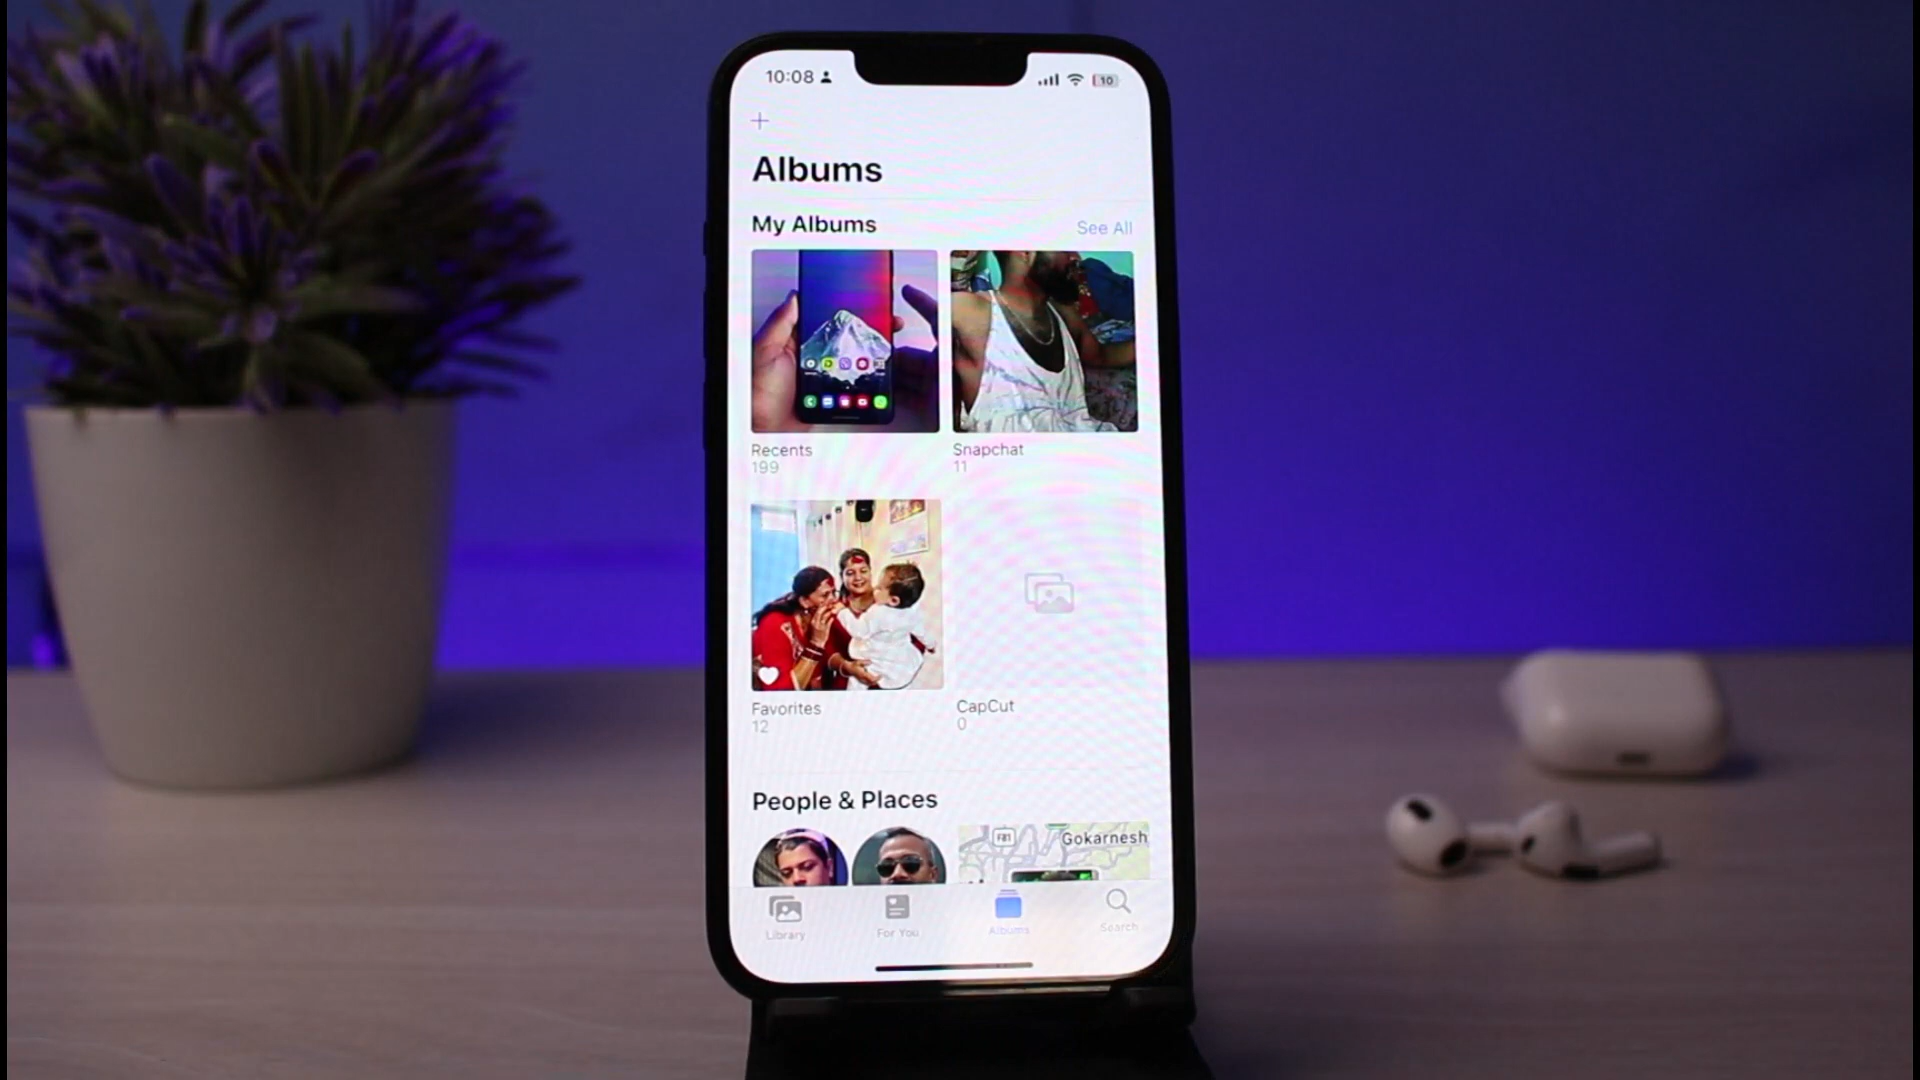 10:08
10
+
Albums
My Albums
See All
Recents
199
Snapchat
11
Favorites
12
CapCut
0
People & Places
Gokarnesh
Library
For You
Albums
Search